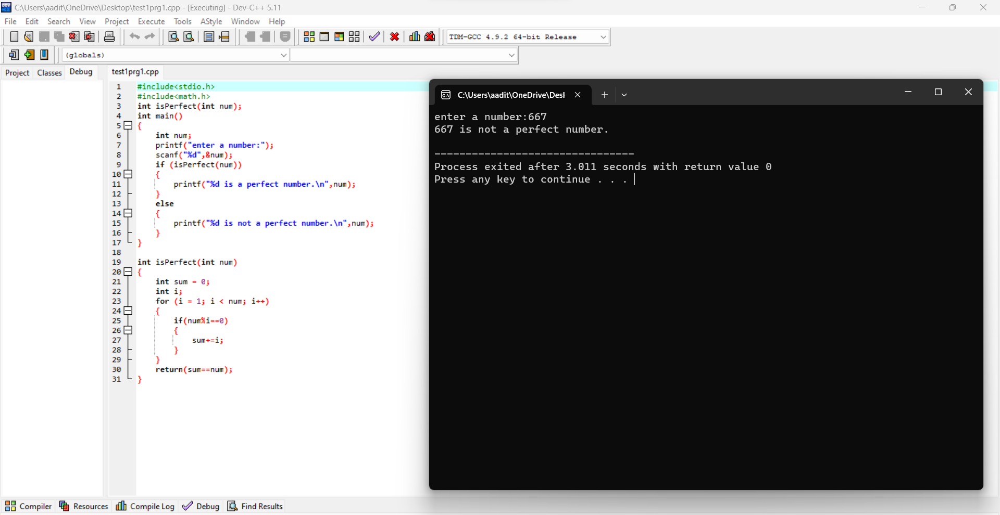 C:\Users\aadit\OneDrive\Desktop\test1prg1.cpp - [Executing] - Dev-C++ 5.11
File Edit Search View Project Execute Tools AStyle Window Help
TDM-GCC 4.9.2 64-bit Release
(globals)
Project Classes Debug
test1prg1.cpp
1 #include<stdio.h>
2 #include<math.h>
3 int isPerfect(int num);
4 int main()
5 {
6 int num;
7 printf("enter a number:");
8 scanf("%d",&num);
9 if (isPerfect(num))
10 {
11 printf("%d is a perfect number.\n",num);
12 }
13 else
14 {
15 printf("%d is not a perfect number.\n",num);
16 }
17 }
18
19 int isPerfect(int num)
20 {
21 int sum = 0;
22 int i;
23 for (i = 1; i < num; i++)
24 {
25 if(num%i==0)
26 {
27 sum+=i;
28 }
29 }
30 return(sum==num);
31 }
C:\Users\aadit\OneDrive\Desl
enter a number:667
667 is not a perfect number.
--------------------------------
Process exited after 3.011 seconds with return value 0
Press any key to continue . . .
Compiler Resources Compile Log Debug Find Results